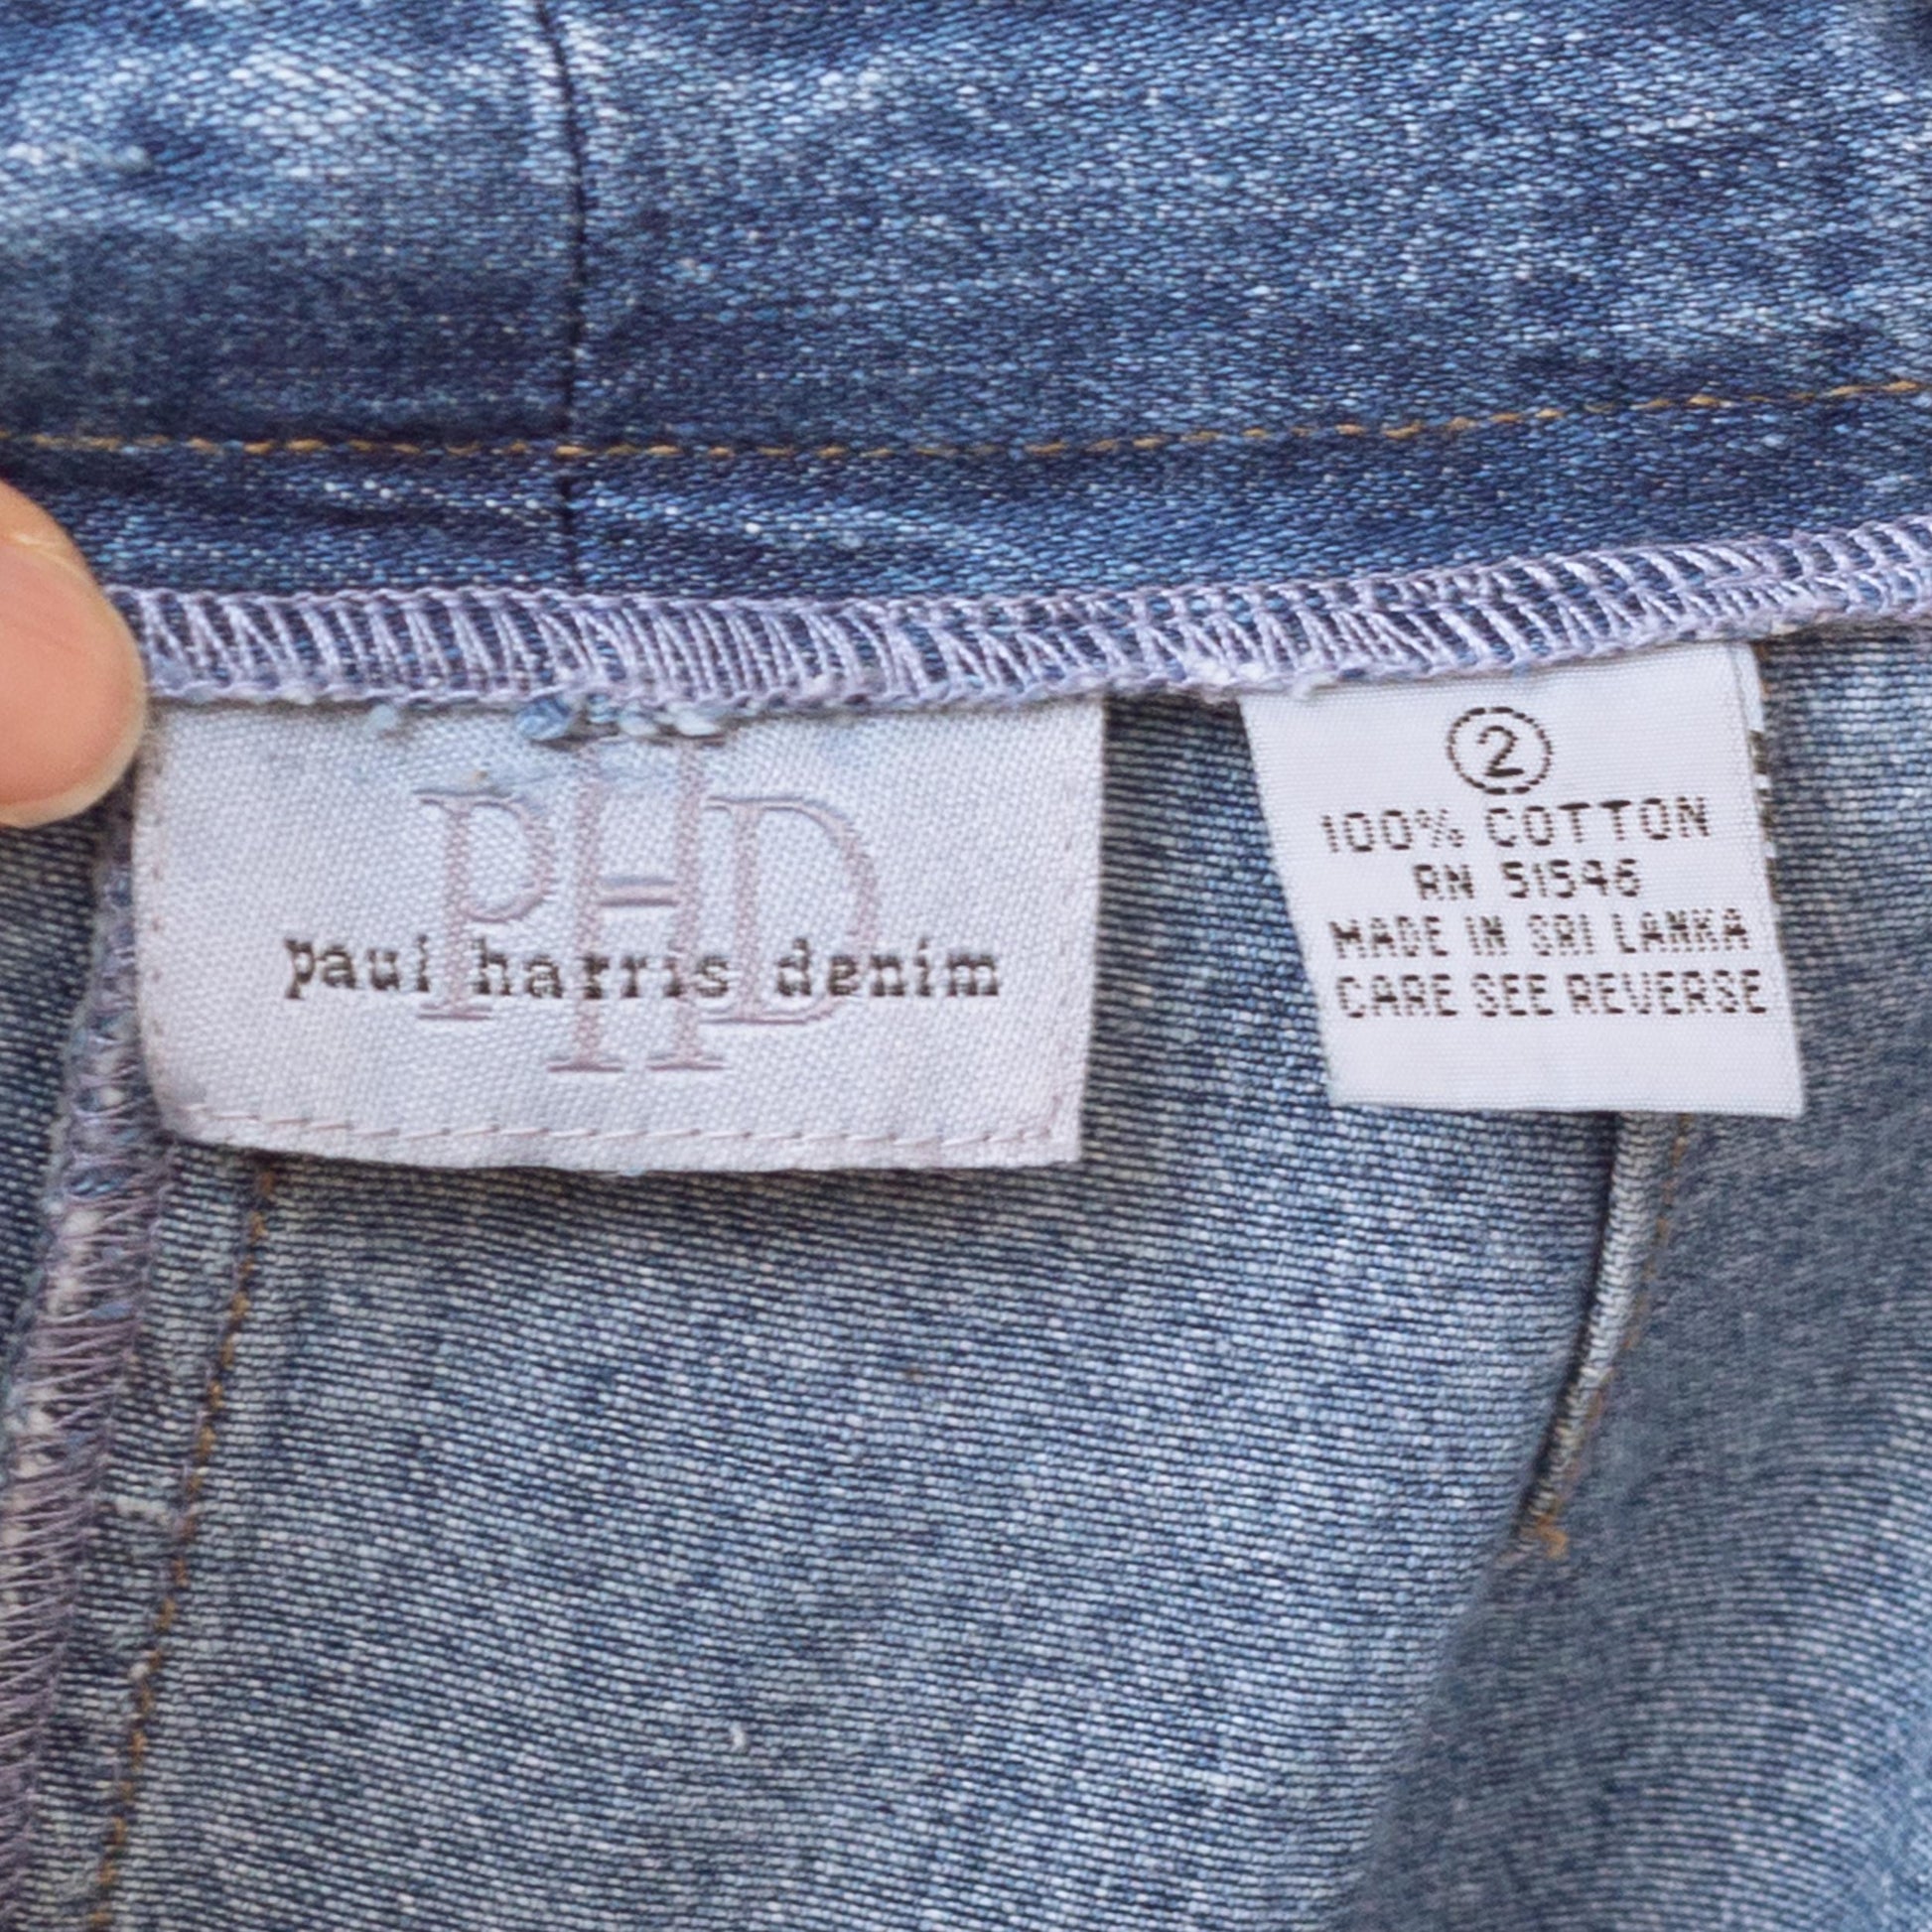 PHD
paul harris denim
2
100% COTTON
RN 51546
MADE IN SRI LANKA
CARE SEE REVERSE